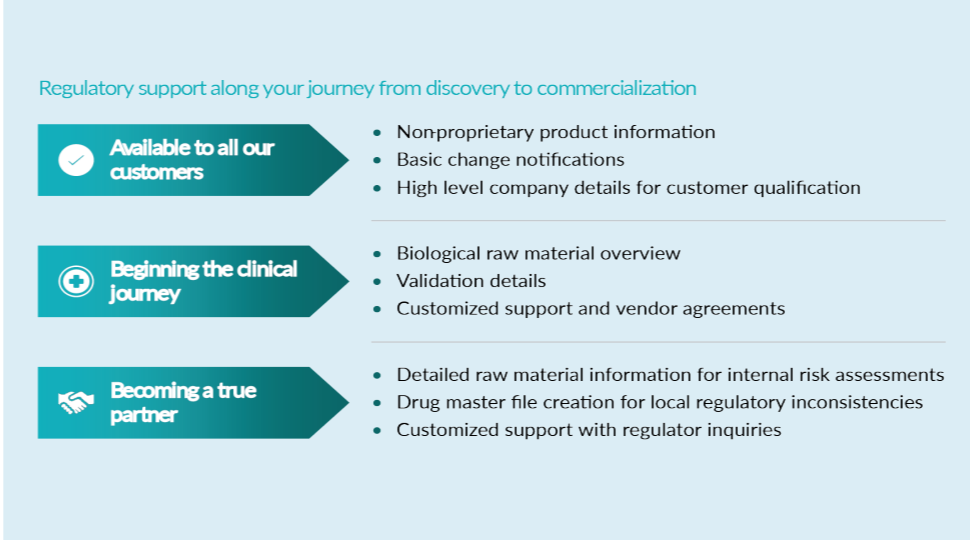 Regulatory support along your journey from discovery to commercialization
Available to all our
customers
• Non-proprietary product information
• Basic change notifications
• High level company details for customer qualification
Beginning the clinical
journey
• Biological raw material overview
• Validation details
• Customized support and vendor agreements
Becoming a true
partner
• Detailed raw material information for internal risk assessments
• Drug master file creation for local regulatory inconsistencies
• Customized support with regulator inquiries